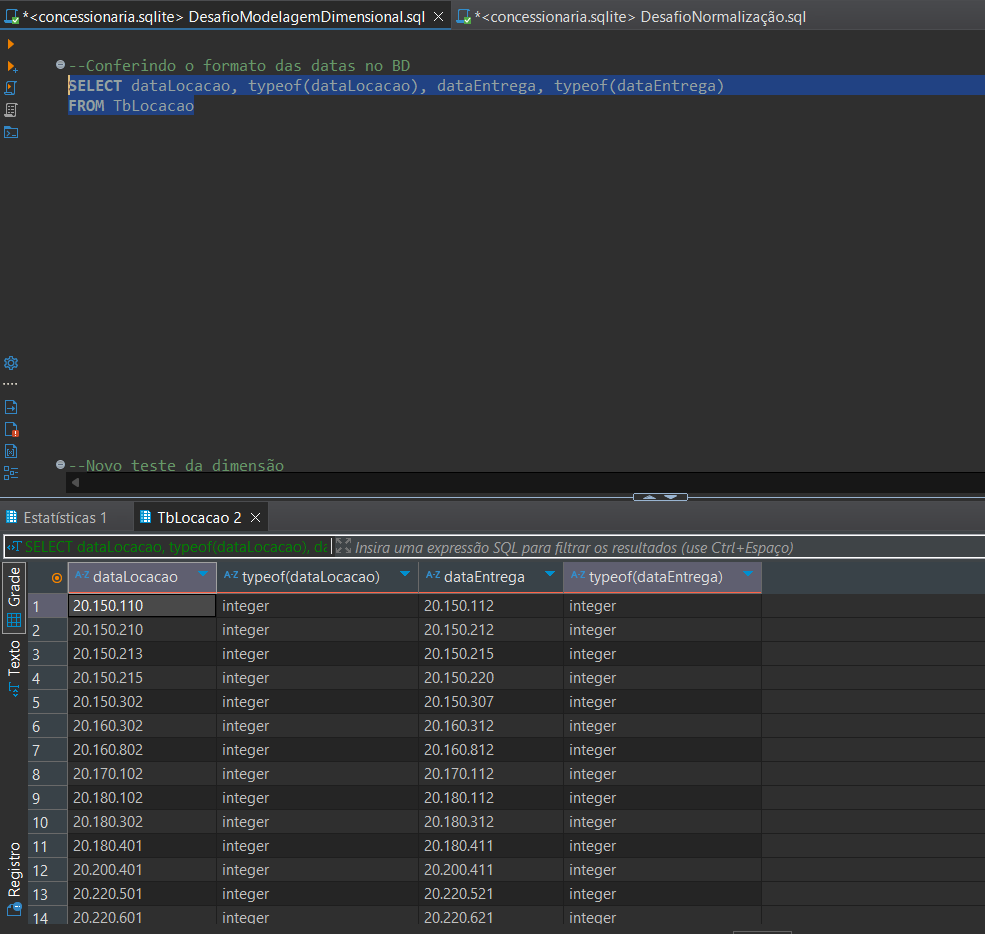 *<concessionaria.sqlite> DesafioModelagemDimensional.sql *<concessionaria.sqlite> DesafioNormalização.sql
--Conferindo o formato das datas no BD
SELECT dataLocacao, typeof(dataLocacao), dataEntrega, typeof(dataEntrega)
FROM TbLocacao
--Novo teste da dimensão
Estatísticas 1 TbLocacao 2
SELECT dataLocacao, typeof(dataLocacao), da Insira uma expressão SQL para filtrar os resultados (use Ctrl+Espaço)
Grade
Texto
Registro
A-Z dataLocacao A-Z typeof(dataLocacao) A-Z dataEntrega A-Z typeof(dataEntrega)
1 20.150.110 integer 20.150.112 integer
2 20.150.210 integer 20.150.212 integer
3 20.150.213 integer 20.150.215 integer
4 20.150.215 integer 20.150.220 integer
5 20.150.302 integer 20.150.307 integer
6 20.160.302 integer 20.160.312 integer
7 20.160.802 integer 20.160.812 integer
8 20.170.102 integer 20.170.112 integer
9 20.180.102 integer 20.180.112 integer
10 20.180.302 integer 20.180.312 integer
11 20.180.401 integer 20.180.411 integer
12 20.200.401 integer 20.200.411 integer
13 20.220.501 integer 20.220.521 integer
14 20.220.601 integer 20.220.621 integer